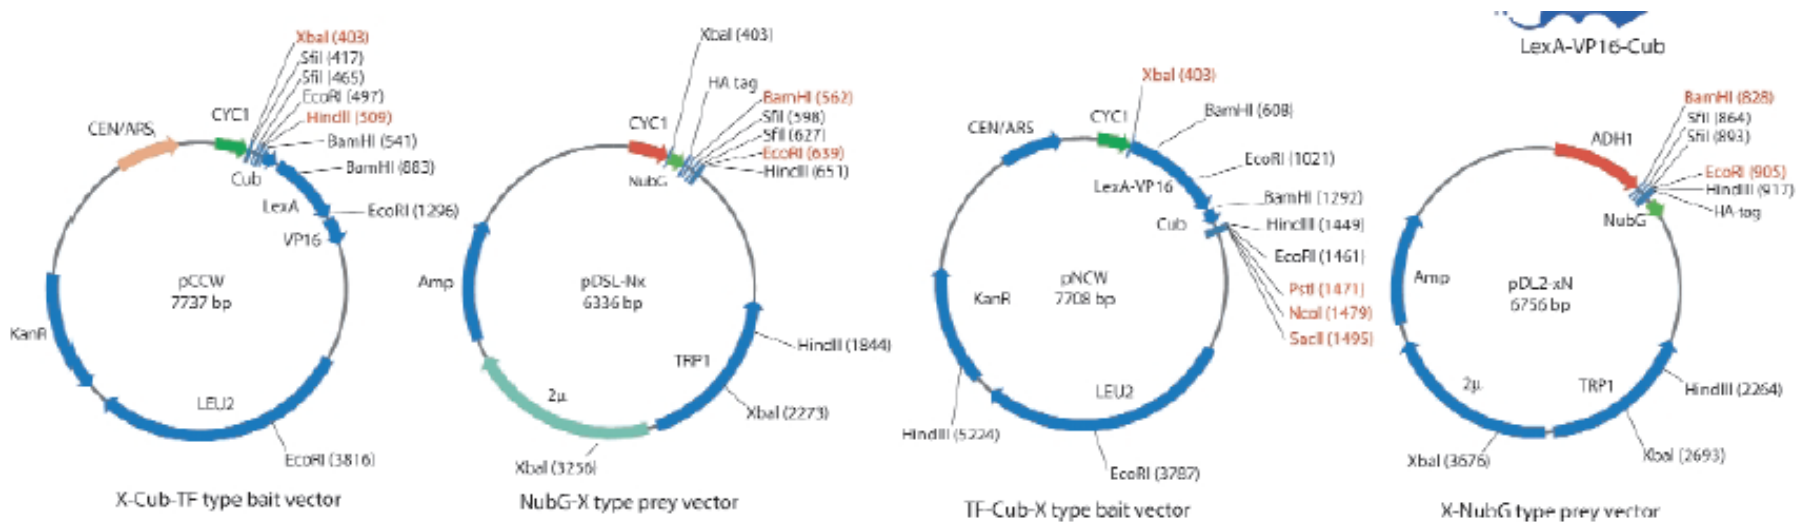 LexA-VP16-Cub
XbaI (403)
SfiI (417)
SfiI (465)
EcoRI (497)
HindIII (509)
BamHI (541)
BamHI (883)
CYC1
CEN/ARS
Cub
LexA
EcoRI (1296)
VP16
pCCW
7737 bp
KanR
LEU2
EcoRI (3816)
X-Cub-TF type bait vector
XbaI (403)
HA tag
BamHI (562)
SfiI (598)
SfiI (627)
EcoRI (639)
HindIII (651)
CYC1
NubG
Amp
pDSL-Nx
6336 bp
HindII (1844)
TRP1
2μ
XbaI (2273)
XbaI (3256)
NubG-X type prey vector
XbaI (403)
BamHI (608)
CYC1
CEN/ARS
EcoRI (1021)
LexA-VP16
BamHI (1292)
Cub
HindIII (1449)
EcoRI (1461)
PstI (1471)
NcoI (1479)
SacII (1495)
pNCW
7708 bp
KanR
LEU2
HindIII (5224)
EcoRI (3787)
TF-Cub-X type bait vector
BamHI (828)
SfiI (864)
SfiI (893)
ADH1
EcoRI (905)
HindIII (917)
HA-tag
NubG
Amp
pDL2-xN
6756 bp
2μ
TRP1
HindIII (2264)
XbaI (2693)
XbaI (3676)
X-NubG type prey vector